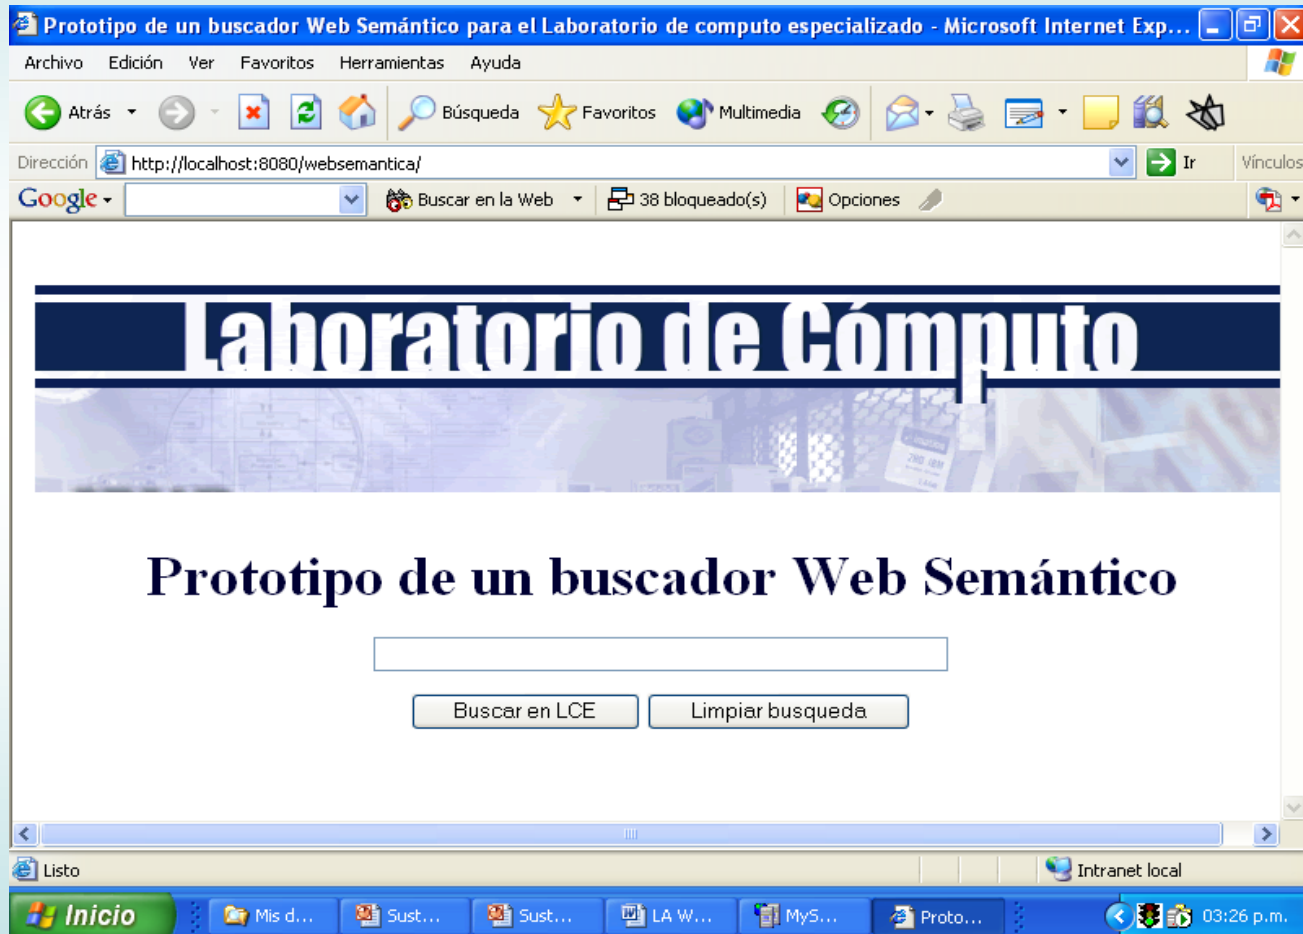 Prototipo de un buscador Web Semántico para el Laboratorio de computo especializado - Microsoft Internet Exp...
Archivo Edición Ver Favoritos Herramientas Ayuda
Atrás Búsqueda Favoritos Multimedia
Dirección http://localhost:8080/websemantica/ Ir Vínculos
Google Buscar en la Web 38 bloqueado(s) Opciones
Laboratorio de Cómputo
Prototipo de un buscador Web Semántico
Buscar en LCE Limpiar busqueda
Listo Intranet local
Inicio Mis d... Sust... Sust... LA W... MyS... Proto... 03:26 p.m.